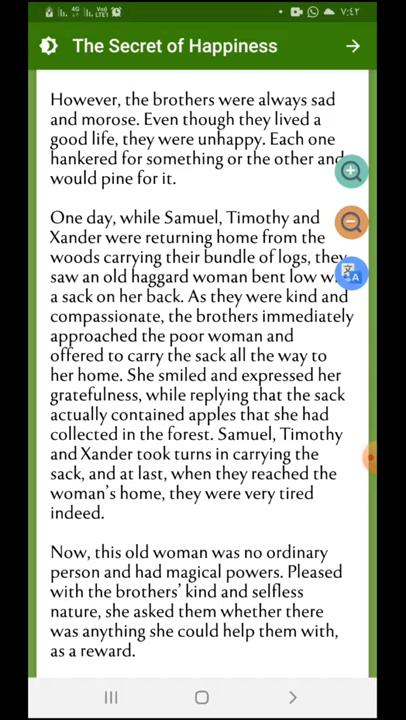 4G
Vo))
LTE1
٧:٤٢
The Secret of Happiness
However, the brothers were always sad
and morose. Even though they lived a
good life, they were unhappy. Each one
hankered for something or the other and
would pine for it.
One day, while Samuel, Timothy and
Xander were returning home from the
woods carrying their bundle of logs, they
saw an old haggard woman bent low
a sack on her back. As they were kind and
compassionate, the brothers immediately
approached the poor woman and
offered to carry the sack all the way to
her home. She smiled and expressed her
gratefulness, while replying that the sack
actually contained apples that she had
collected in the forest. Samuel, Timothy
and Xander took turns in carrying the
sack, and at last, when they reached the
woman's home, they were very tired
indeed.
Now, this old woman was no ordinary
person and had magical powers. Pleased
with the brothers' kind and selfless
nature, she asked them whether there
was anything she could help them with,
as a reward.